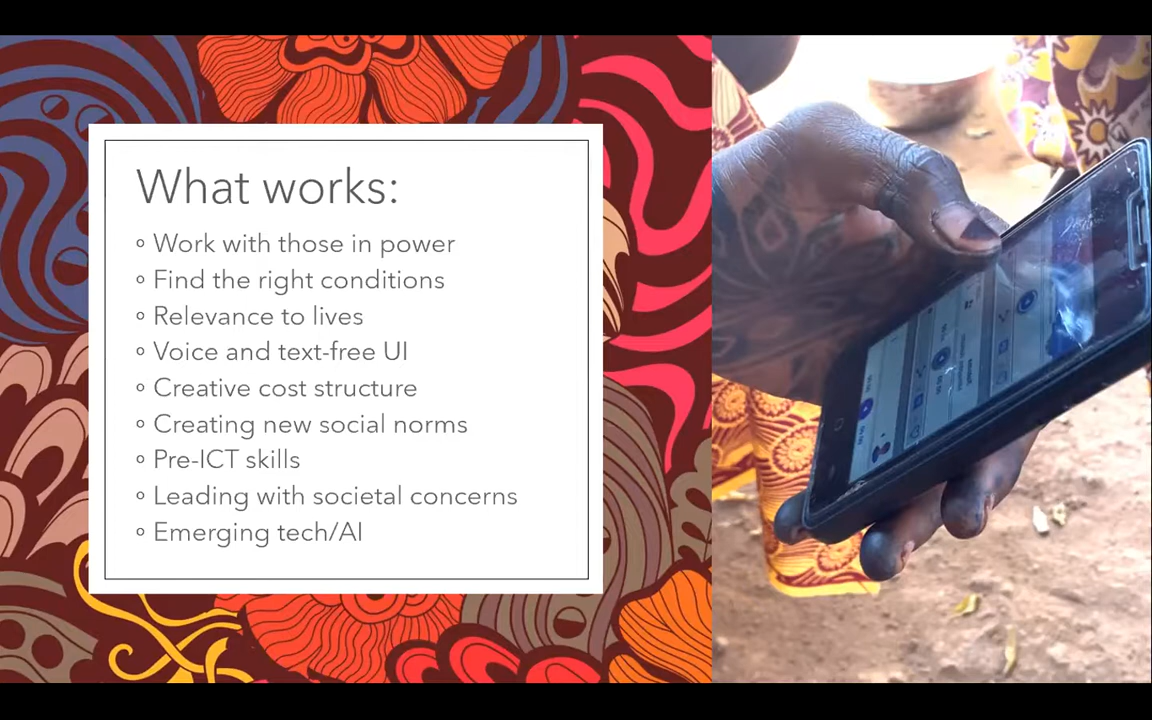 What works:
Work with those in power
Find the right conditions
Relevance to lives
Voice and text-free UI
Creative cost structure
Creating new social norms
Pre-ICT skills
Leading with societal concerns
Emerging tech/AI